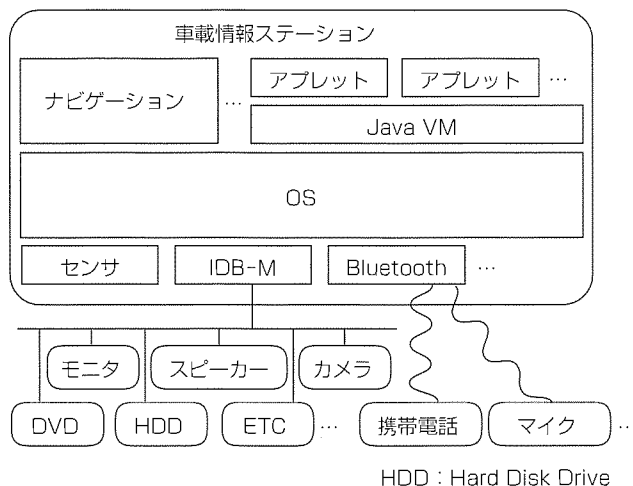 車載情報ステーション
アプレット アプレット …
ナビゲーション …
Java VM
OS
センサ IDB-M Bluetooth …
モニタ スピーカー カメラ
DVD HDD ETC … 携帯電話 マイク …
HDD：Hard Disk Drive